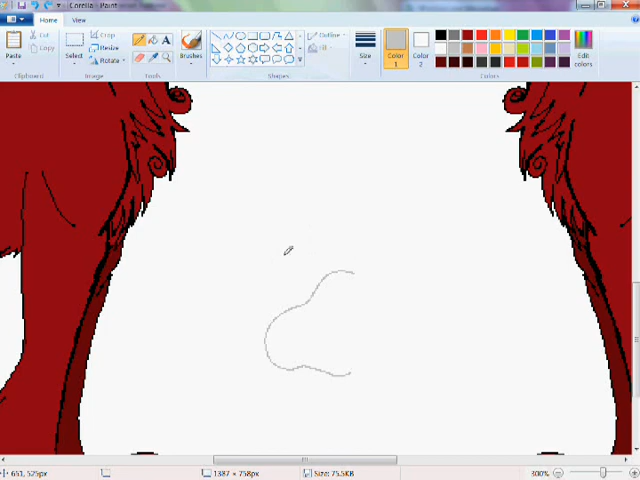 Corella - Paint
Home
View
Paste
Cut
Copy
Clipboard
Select
Crop
Resize
Rotate
Image
A
Tools
Brushes
Outline
Fill
Shapes
Size
Color
1
Color
2
Edit
colors
Colors
651, 525px
1387 × 758px
Size: 75.5KB
300%